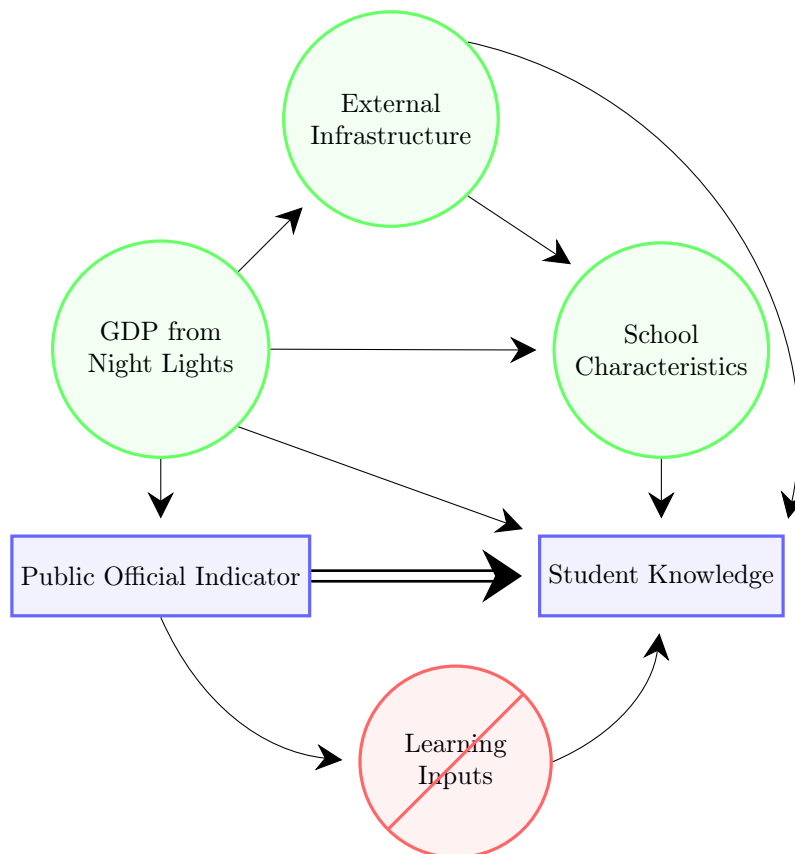 External
Infrastructure
GDP from
Night Lights
School
Characteristics
Public Official Indicator
Student Knowledge
Learning
Inputs